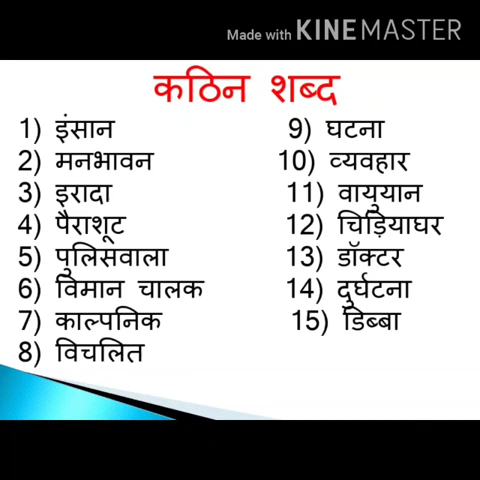 Made with KINEMASTER
कठिन शब्द
1) इंसान
2) मनभावन
3) इरादा
4) पैराशूट
5) पुलिसवाला
6) विमान चालक
7) काल्पनिक
8) विचलित
9) घटना
10) व्यवहार
11) वायुयान
12) चिड़ियाघर
13) डॉक्टर
14) दुर्घटना
15) डिब्बा